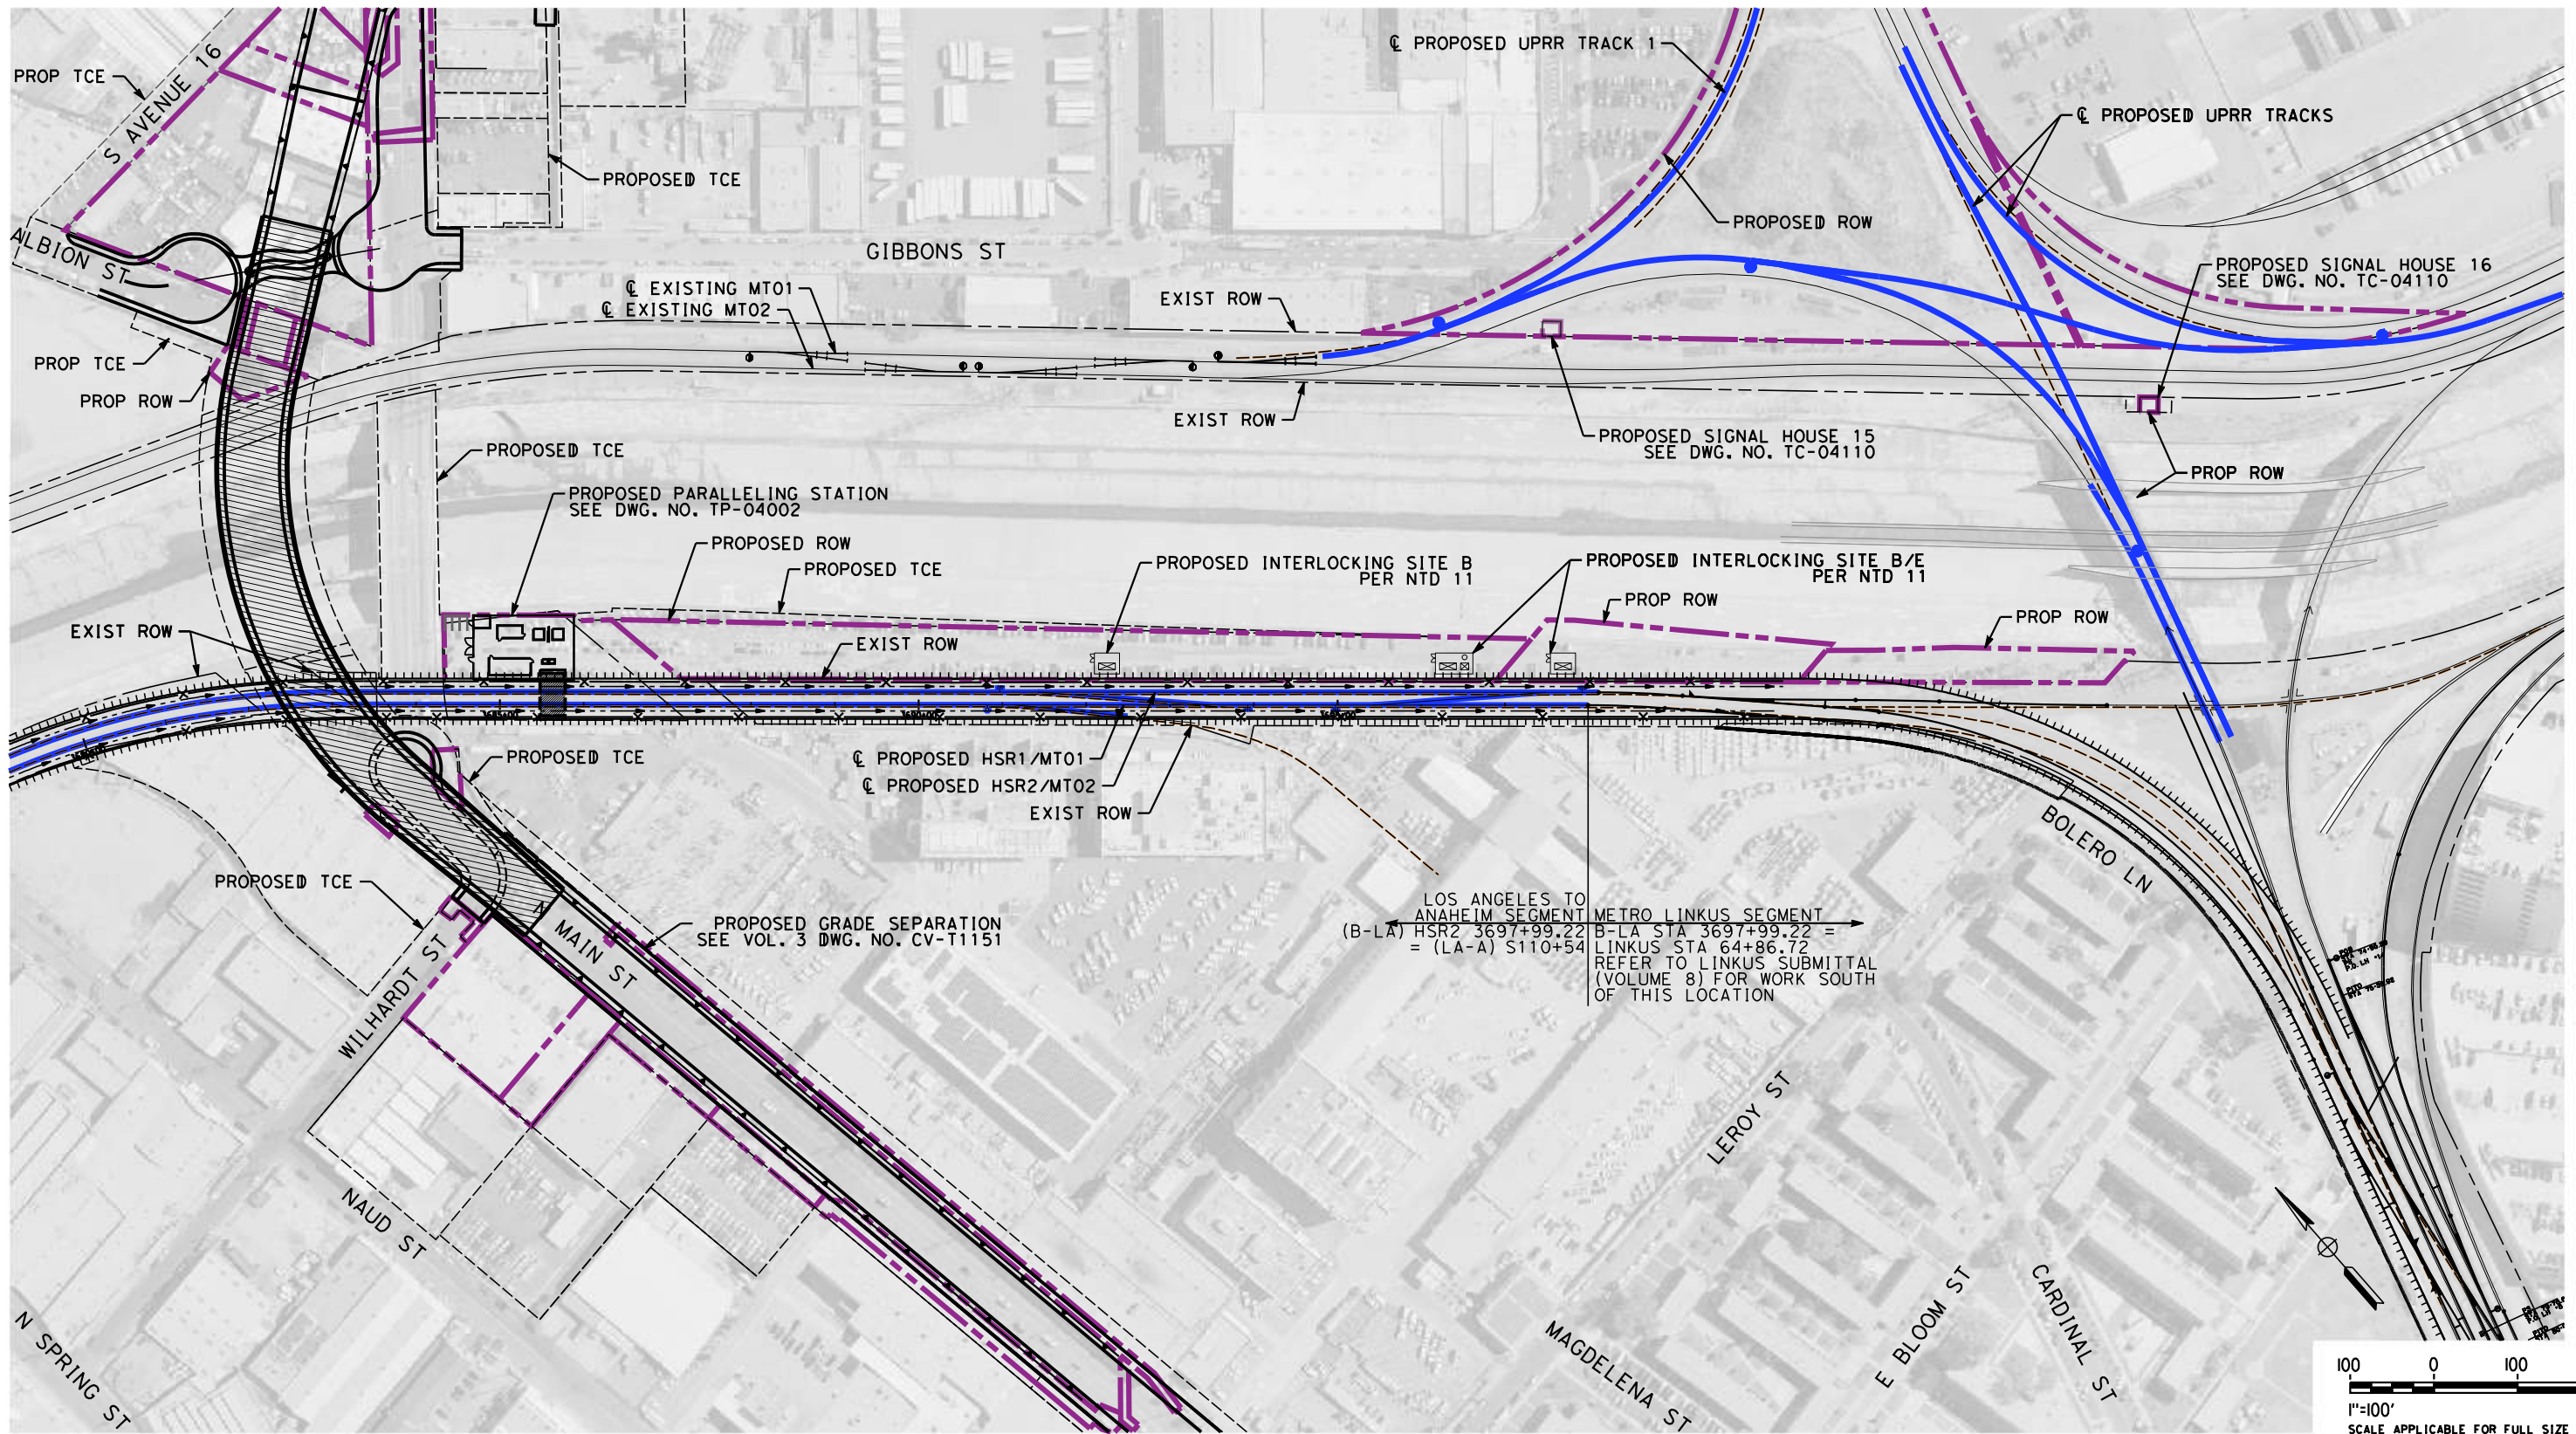 ℄ PROPOSED UPRR TRACK 1
PROP TCE
S AVENUE 16
℄ PROPOSED UPRR TRACKS
PROPOSED TCE
PROPOSED ROW
ALBION ST
GIBBONS ST
℄ EXISTING MT01
℄ EXISTING MT02
EXIST ROW
PROPOSED SIGNAL HOUSE 16
SEE DWG. NO. TC-04110
PROP TCE
PROP ROW
EXIST ROW
PROPOSED SIGNAL HOUSE 15
SEE DWG. NO. TC-04110
PROP ROW
PROPOSED TCE
PROPOSED PARALLELING STATION
SEE DWG. NO. TP-04002
PROPOSED ROW
PROPOSED TCE
PROPOSED INTERLOCKING SITE B
PER NTD 11
PROPOSED INTERLOCKING SITE B/E
PER NTD 11
PROP ROW
PROP ROW
EXIST ROW
EXIST ROW
PROPOSED TCE
℄ PROPOSED HSR1/MT01
℄ PROPOSED HSR2/MT02
EXIST ROW
BOLERO LN
PROPOSED TCE
PROPOSED GRADE SEPARATION
SEE VOL. 3 DWG. NO. CV-T1151
N MAIN ST
WILHARDT ST
LOS ANGELES TO
ANAHEIM SEGMENT
(B-LA) HSR2 3697+99.22
= (LA-A) S110+54
METRO LINKUS SEGMENT
B-LA STA 3697+99.22 =
LINKUS STA 64+86.72
REFER TO LINKUS SUBMITTAL
(VOLUME 8) FOR WORK SOUTH
OF THIS LOCATION
LEROY ST
NAUD ST
N SPRING ST
MAGDELENA ST
E BLOOM ST
CARDINAL ST
100 0 100
1"=100'
SCALE APPLICABLE FOR FULL SIZE